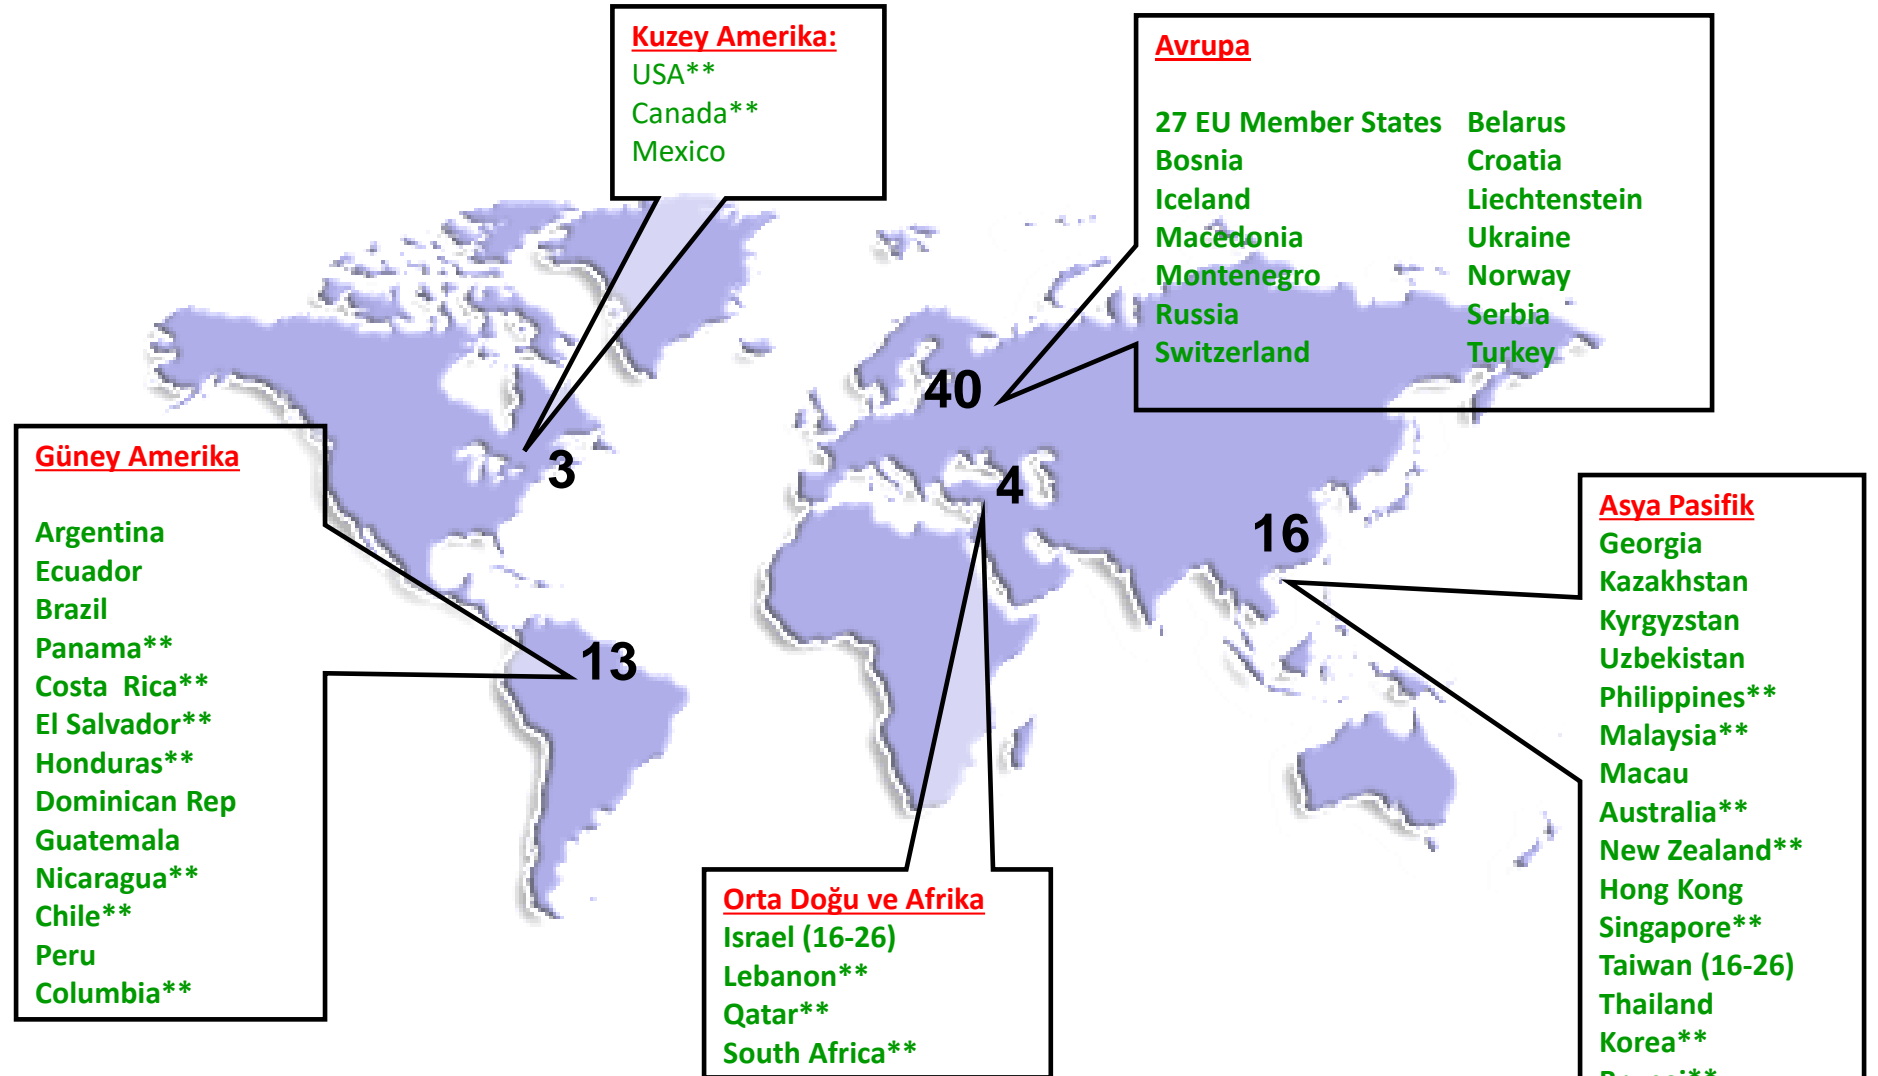 Kuzey Amerika:
USA**
Canada**
Mexico
Avrupa
27 EU Member States Belarus
Bosnia Croatia
Iceland Liechtenstein
Macedonia Ukraine
Montenegro Norway
Russia Serbia
Switzerland Turkey
40
3
4
16
13
Güney Amerika
Argentina
Ecuador
Brazil
Panama**
Costa Rica**
El Salvador**
Honduras**
Dominican Rep
Guatemala
Nicaragua**
Chile**
Peru
Columbia**
Orta Doğu ve Afrika
Israel (16-26)
Lebanon**
Qatar**
South Africa**
Asya Pasifik
Georgia
Kazakhstan
Kyrgyzstan
Uzbekistan
Philippines**
Malaysia**
Macau
Australia**
New Zealand**
Hong Kong
Singapore**
Taiwan (16-26)
Thailand
Korea**